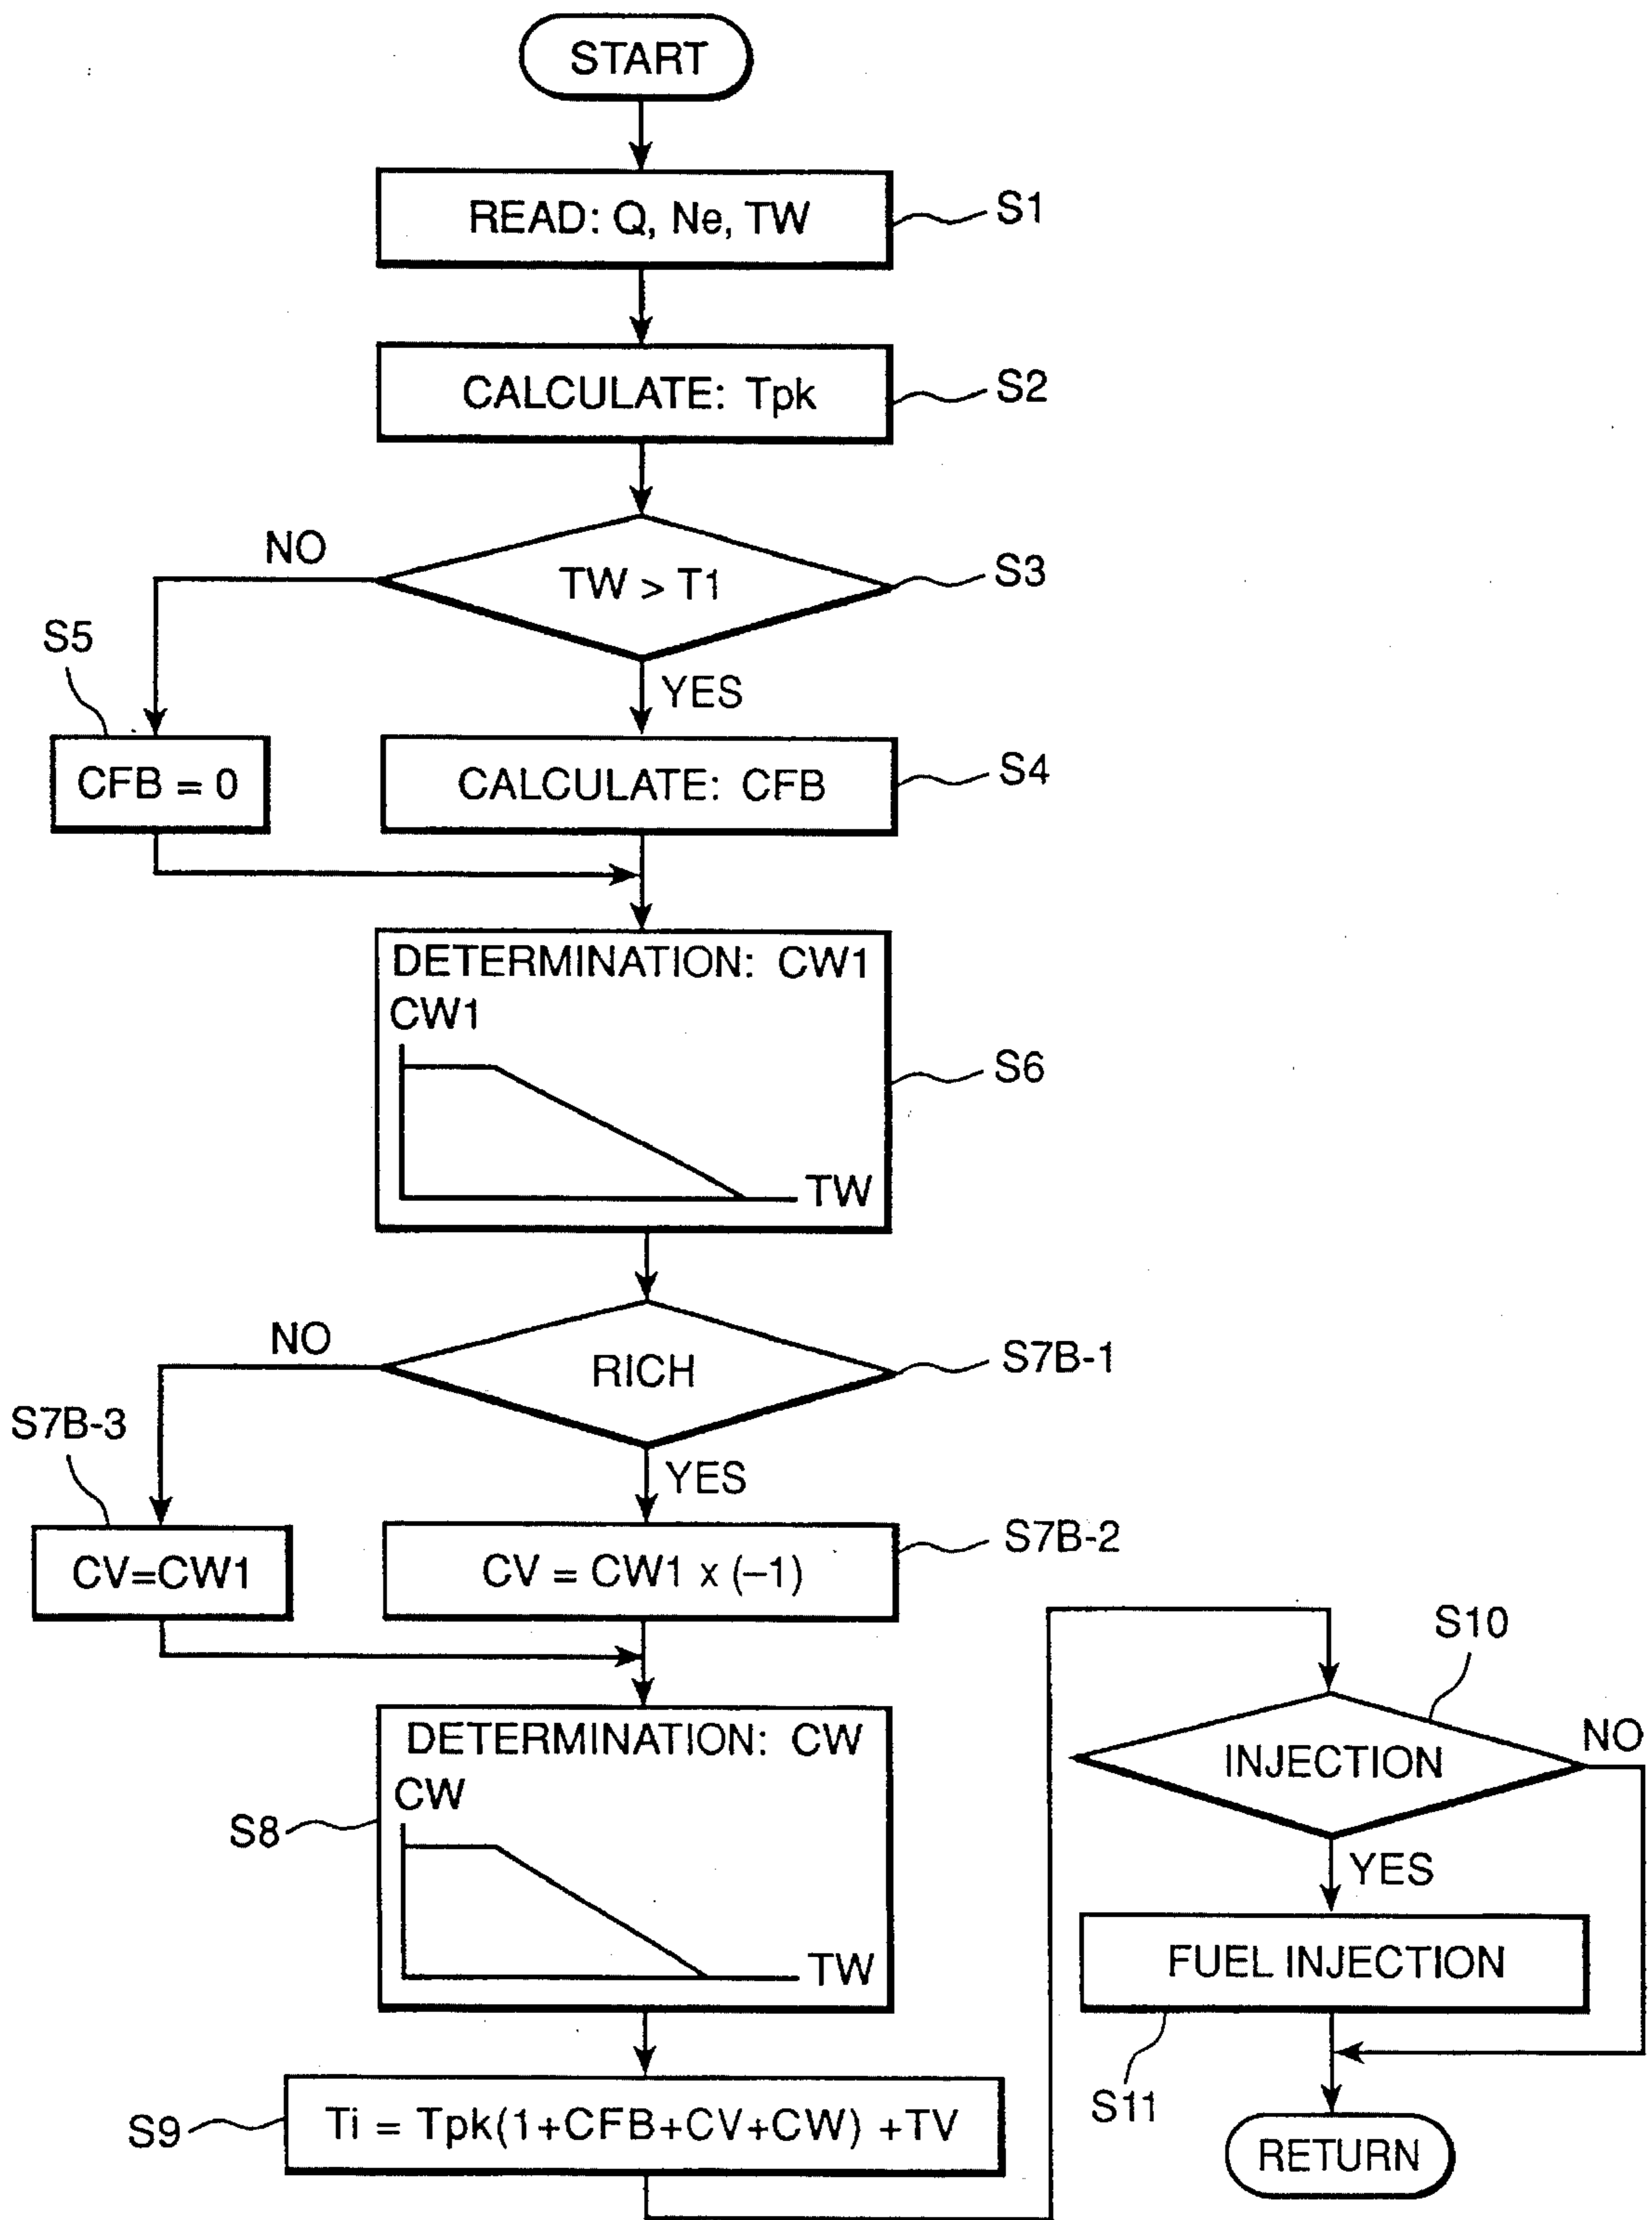 START
READ: Q, Ne, TW
S1
CALCULATE: Tpk
S2
NO
TW > T1
S3
S5
YES
CFB = 0
CALCULATE: CFB
S4
DETERMINATION: CW1
CW1
S6
TW
NO
RICH
S7B-1
S7B-3
YES
CV=CW1
CV = CW1 x (–1)
S7B-2
DETERMINATION: CW
CW
S8
TW
S9
Ti = Tpk(1+CFB+CV+CW) +TV
S10
INJECTION
NO
YES
FUEL INJECTION
S11
RETURN